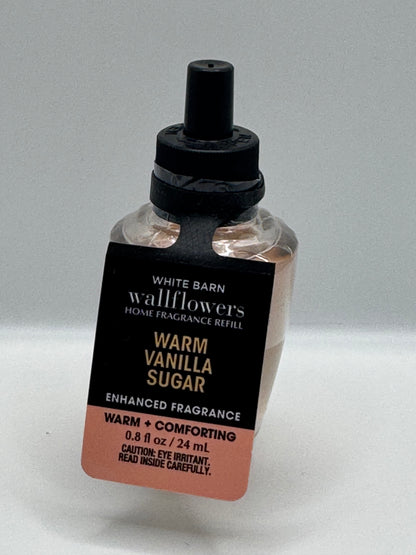 WHITE BARN
wallflowers
HOME FRAGRANCE REFILL
WARM
VANILLA
SUGAR
ENHANCED FRAGRANCE
WARM + COMFORTING
0.8 fl oz / 24 mL
CAUTION: EYE IRRITANT.
READ INSIDE CAREFULLY.